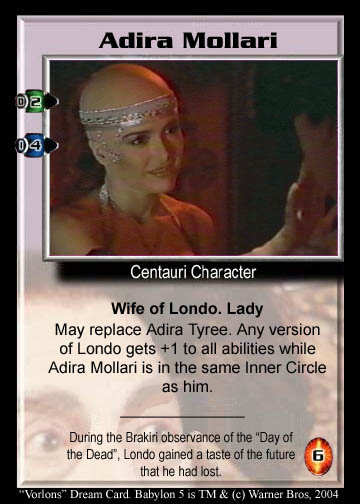 Adira Mollari
2
4
Centauri Character
Wife of Londo. Lady
May replace Adira Tyree. Any version
of Londo gets +1 to all abilities while
Adira Mollari is in the same Inner Circle
as him.
During the Brakiri observance of the “Day of
the Dead”, Londo gained a taste of the future
that he had lost.
6
“Vorlons” Dream Card. Babylon 5 is TM & (c) Warner Bros, 2004